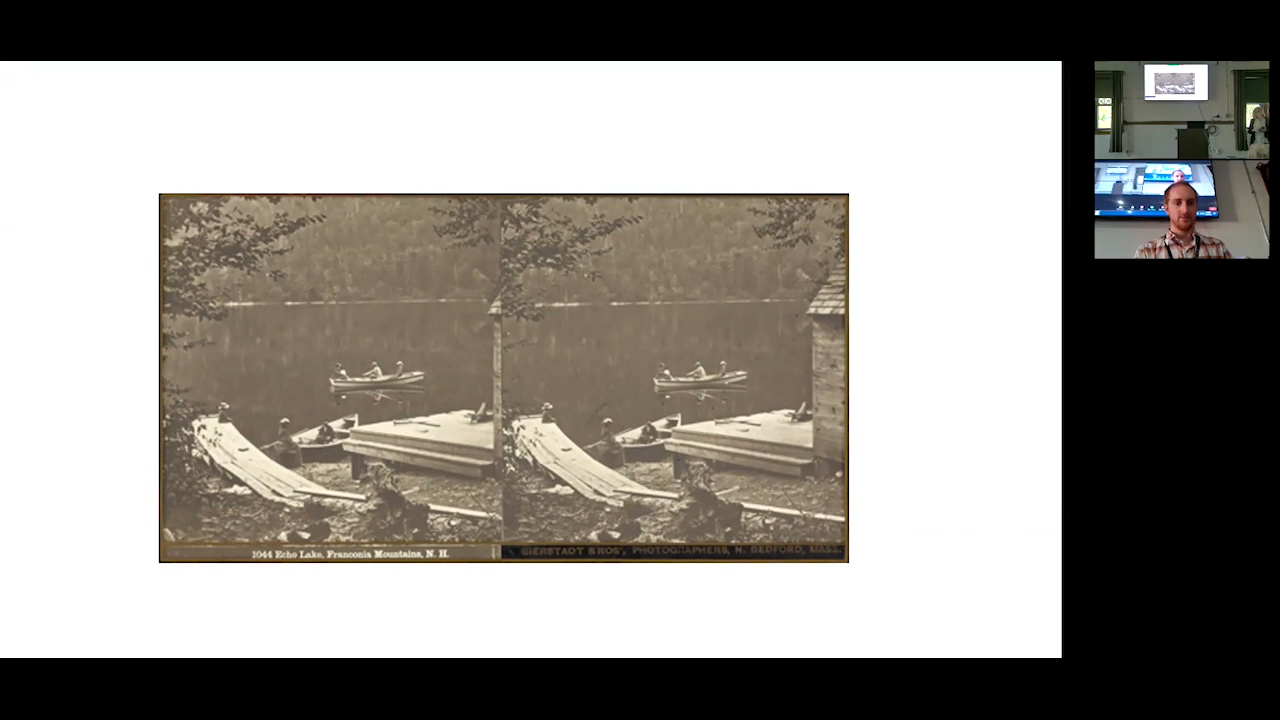 1044 Echo Lake, Franconia Mountains, N. H.
BIERSTADT BROS', PHOTOGRAPHERS, N. BEDFORD, MASS.